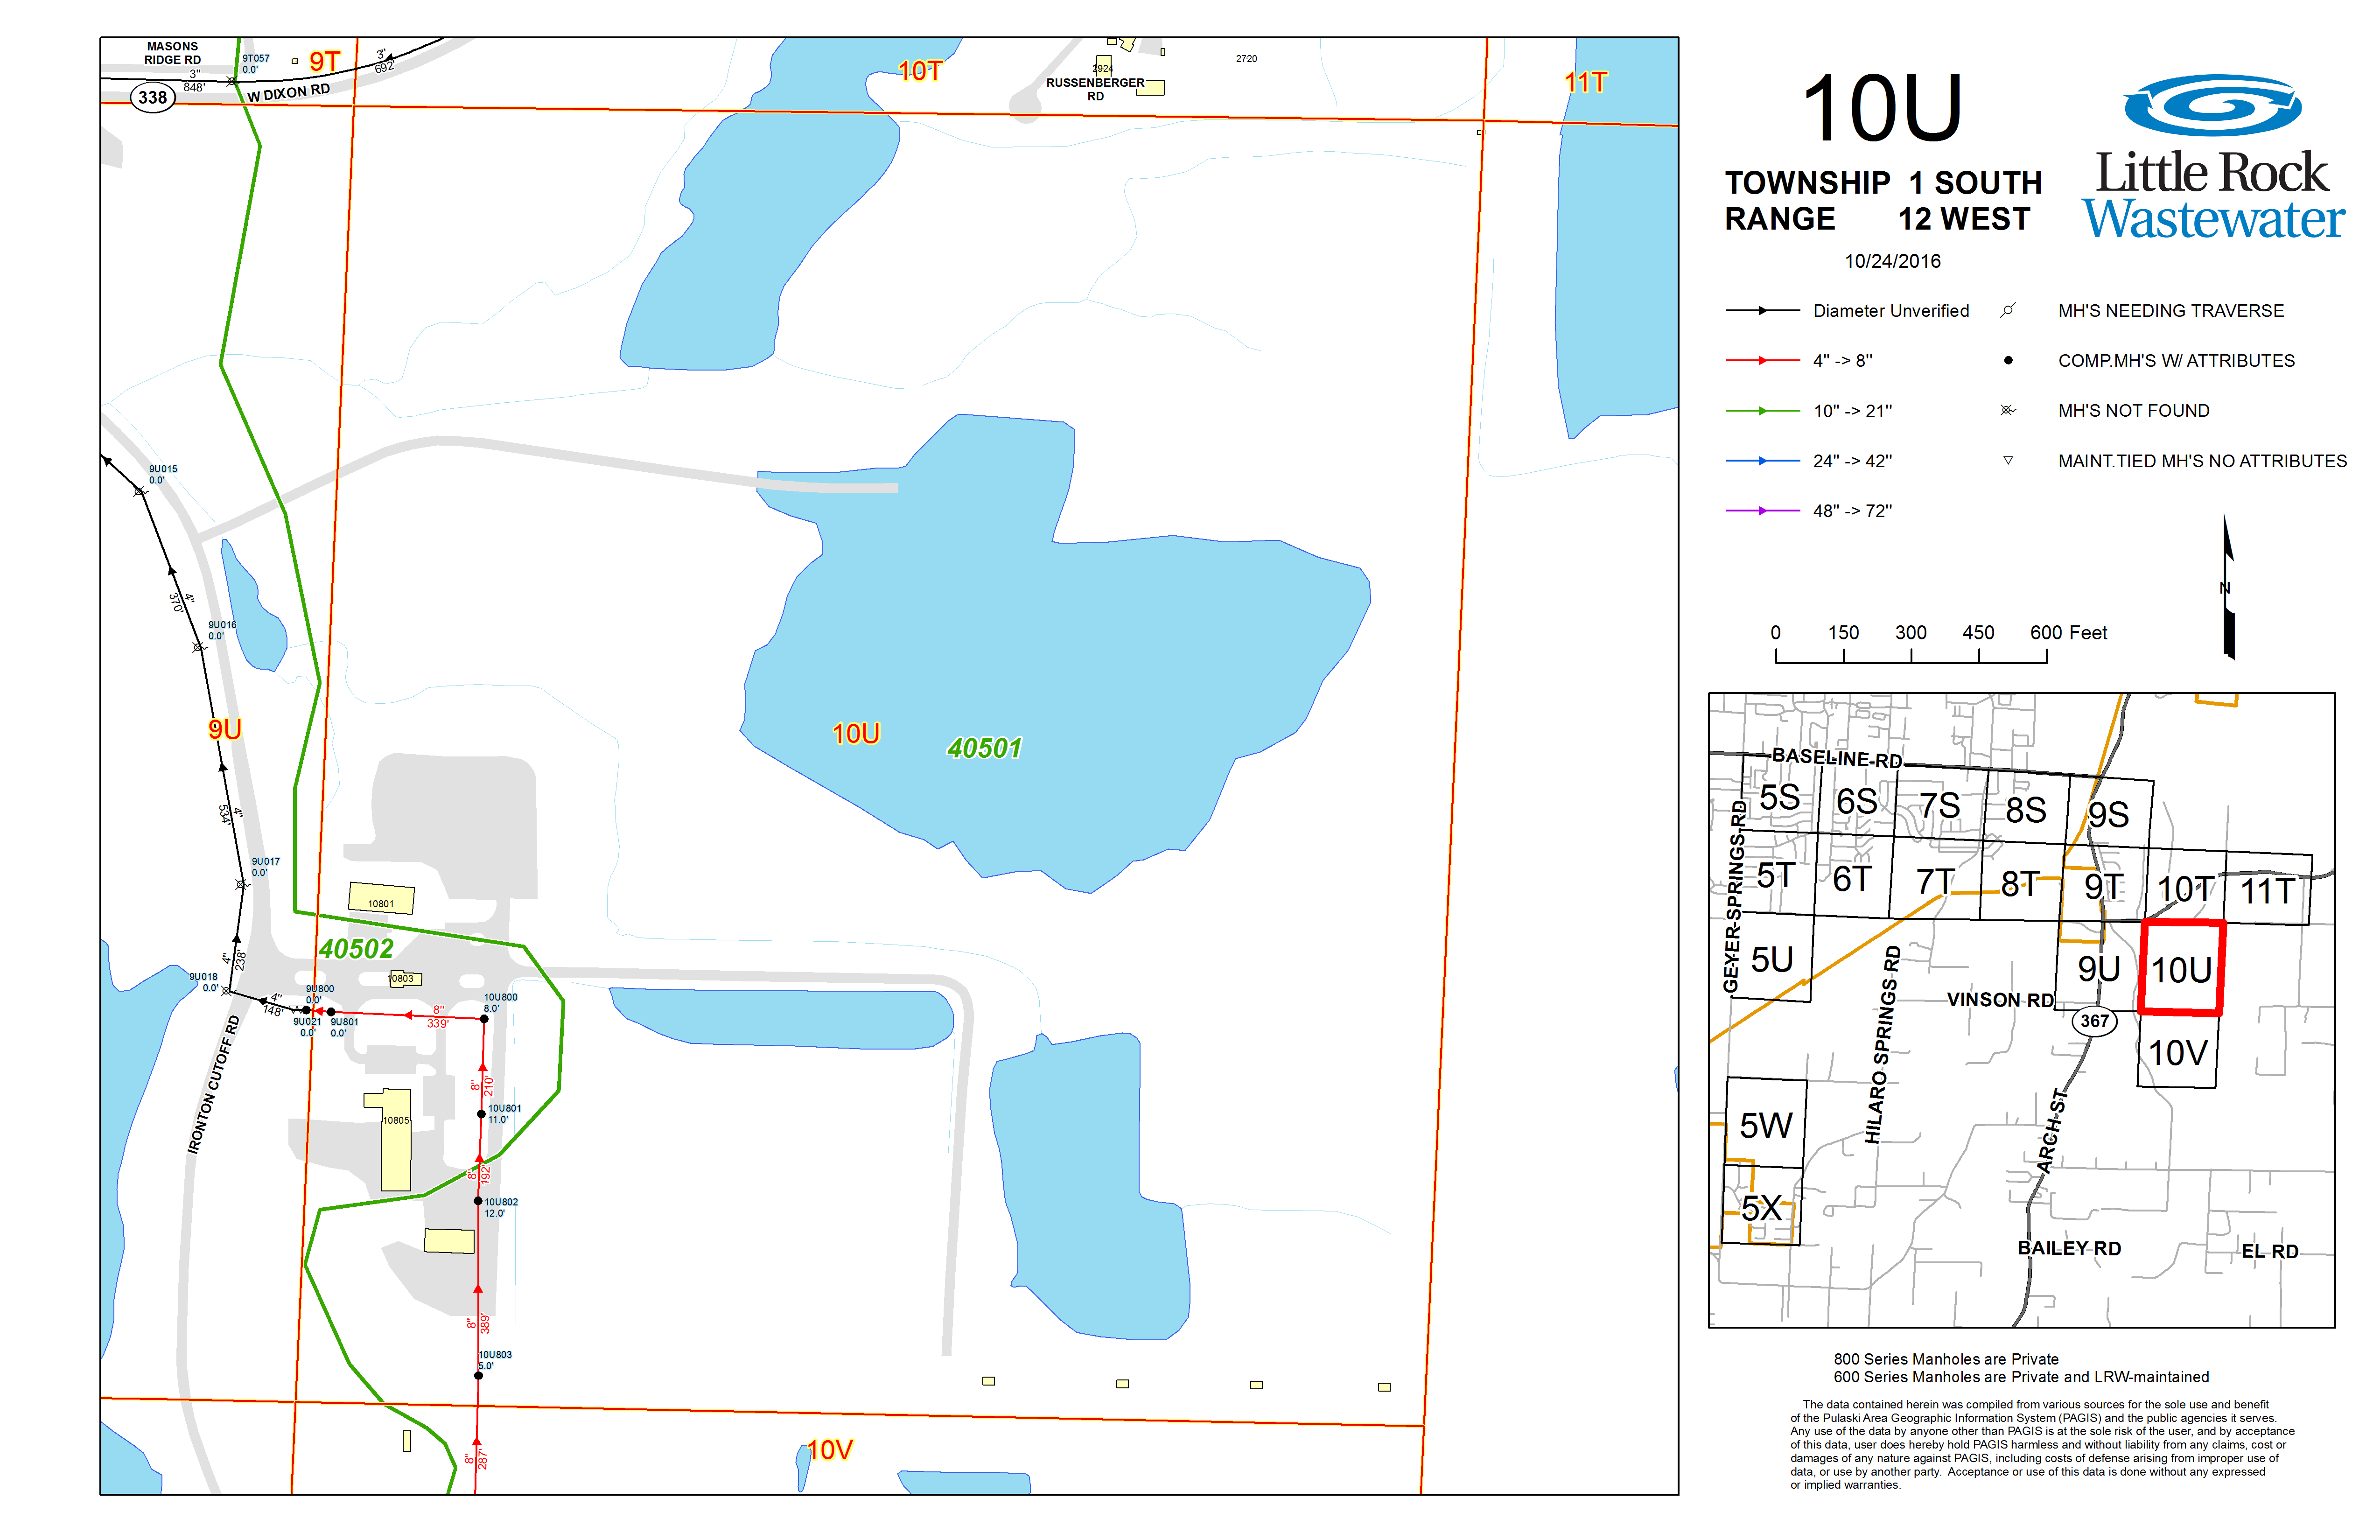 MASONS
RIDGE RD
3"
848'
338
9T057
0.0'
9T
W DIXON RD
3"
692'
10T
2924
RUSSENBERGER
RD
2720
11T
9U015
0.0'
4"
370'
9U016
0.0'
9U
4"
534'
9U017
0.0'
10U
40501
10801
40502
4"
238'
9U018
0.0'
10803
9U800
0.0'
4"
148'
9U021
0.0'
9U801
0.0'
8"
339'
10U800
8.0'
IRONTON CUTOFF RD
8"
210'
10U801
11.0'
10805
8"
192'
10U802
12.0'
8"
389'
10U803
5.0'
8"
287'
10V
10U
TOWNSHIP 1 SOUTH
RANGE 12 WEST
10/24/2016
Little Rock
Wastewater
Diameter Unverified
MH'S NEEDING TRAVERSE
4" -> 8"
COMP.MH'S W/ ATTRIBUTES
10" -> 21"
MH'S NOT FOUND
24" -> 42"
MAINT.TIED MH'S NO ATTRIBUTES
48" -> 72"
N
0 150 300 450 600 Feet
BASELINE RD
5S 6S 7S 8S 9S
GEYER SPRINGS RD
5T 6T 7T 8T 9T 10T 11T
5U 9U 10U
HILARO SPRINGS RD
VINSON RD
367
10V
5W
ARCH ST
5X
BAILEY RD
EL RD
800 Series Manholes are Private
600 Series Manholes are Private and LRW-maintained
The data contained herein was compiled from various sources for the sole use and benefit
of the Pulaski Area Geographic Information System (PAGIS) and the public agencies it serves.
Any use of the data by anyone other than PAGIS is at the sole risk of the user, and by acceptance
of this data, user does hereby hold PAGIS harmless and without liability from any claims, cost or
damages of any nature against PAGIS, including costs of defense arising from improper use of
data, or use by another party. Acceptance or use of this data is done without any expressed
or implied warranties.